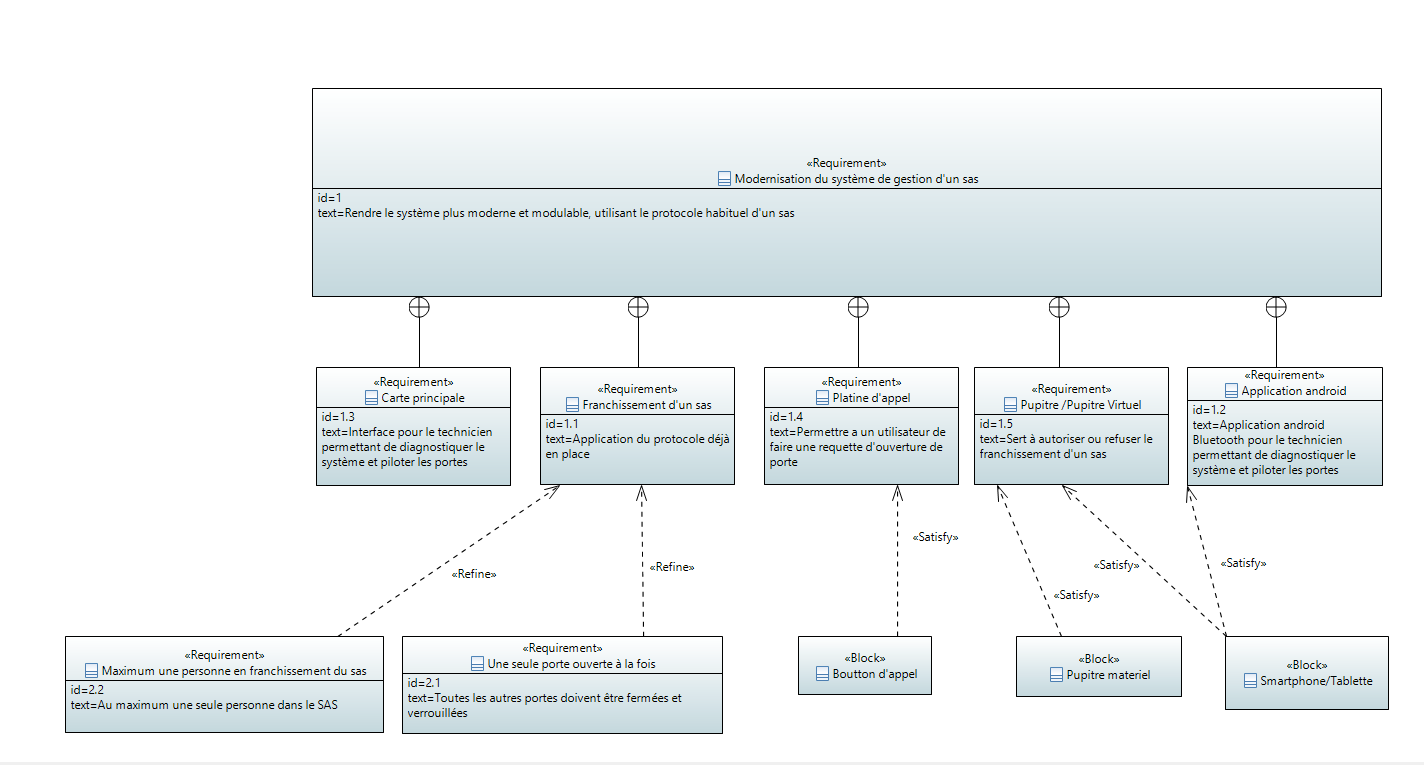 «Requirement»
Modernisation du système de gestion d'un sas
id=1
text=Rendre le système plus moderne et modulable, utilisant le protocole habituel d'un sas
«Requirement»
Carte principale
id=1.3
text=Interface pour le technicien
permettant de diagnostiquer le
système et piloter les portes
«Requirement»
Franchissement d'un sas
id=1.1
text=Application du protocole déjà
en place
«Requirement»
Platine d'appel
id=1.4
text=Permettre a un utilisateur de
faire une requette d'ouverture de
porte
«Requirement»
Pupitre /Pupitre Virtuel
id=1.5
text=Sert à autoriser ou refuser le
franchissement d'un sas
«Requirement»
Application android
id=1.2
text=Application android
Bluetooth pour le technicien
permettant de diagnostiquer le
système et piloter les portes
«Refine»
«Refine»
«Satisfy»
«Satisfy»
«Satisfy»
«Satisfy»
«Requirement»
Maximum une personne en franchissement du sas
id=2.2
text=Au maximum une seule personne dans le SAS
«Requirement»
Une seule porte ouverte à la fois
id=2.1
text=Toutes les autres portes doivent être fermées et
verrouillées
«Block»
Boutton d'appel
«Block»
Pupitre materiel
«Block»
Smartphone/Tablette